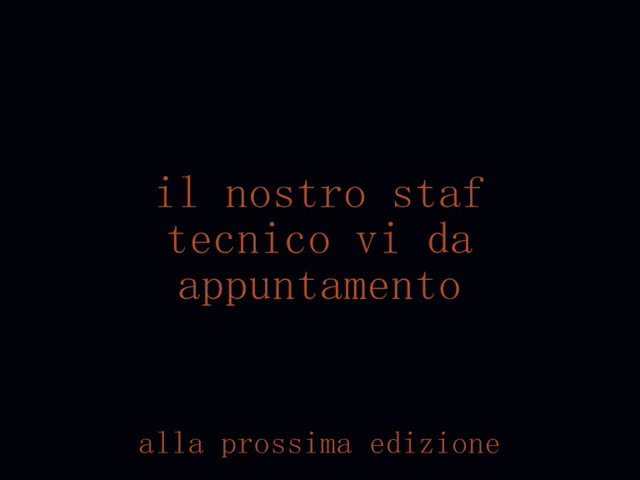 il nostro staf
tecnico vi da
appuntamento
alla prossima edizione